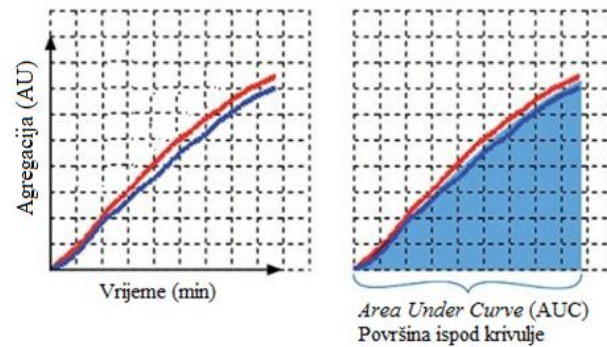 Agregacija (AU)
Vrijeme (min)
Area Under Curve (AUC)
Površina ispod krivulje